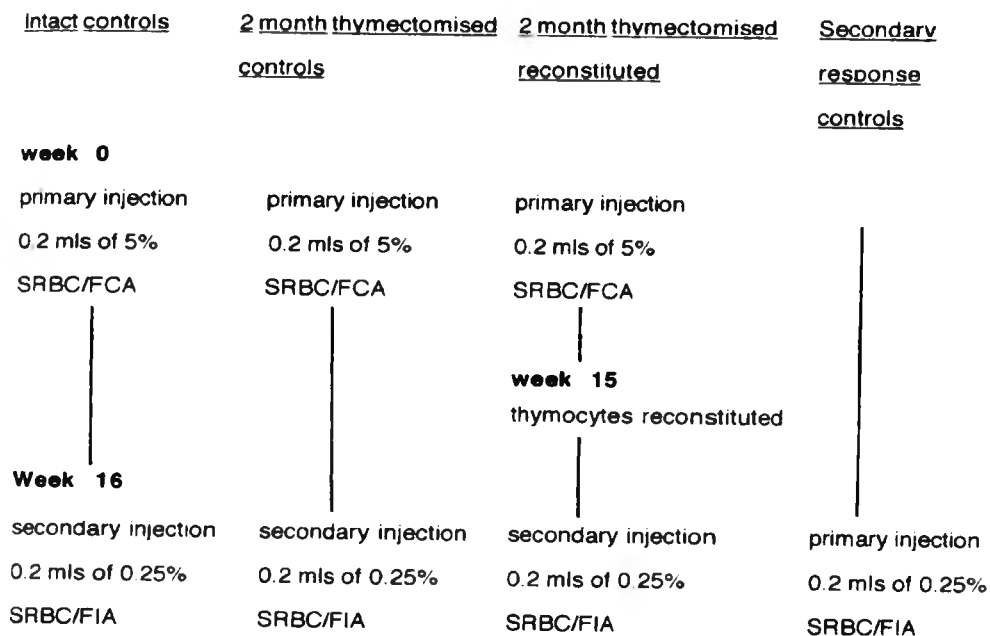 Intact controls
2 month thymectomised
controls
2 month thymectomised
reconstituted
Secondary
response
controls
week 0
primary injection
0.2 mls of 5%
SRBC/FCA
primary injection
0.2 mls of 5%
SRBC/FCA
primary injection
0.2 mls of 5%
SRBC/FCA
week 15
thymocytes reconstituted
Week 16
secondary injection
0.2 mls of 0.25%
SRBC/FIA
secondary injection
0.2 mls of 0.25%
SRBC/FIA
secondary injection
0.2 mls of 0.25%
SRBC/FIA
primary injection
0.2 mls of 0.25%
SRBC/FIA